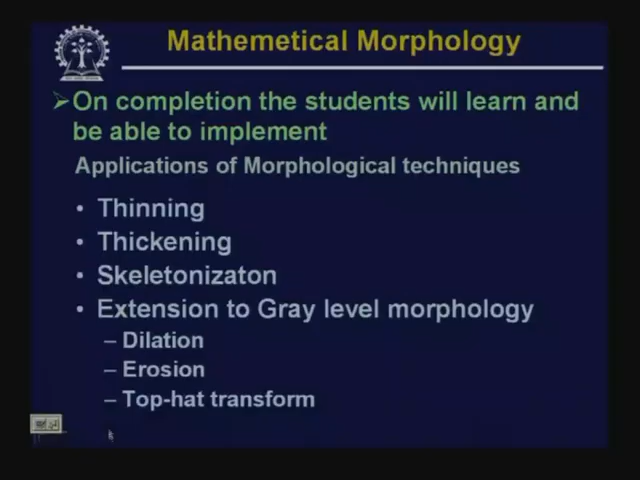 Mathemetical Morphology
➢On completion the students will learn and
be able to implement
Applications of Morphological techniques
• Thinning
• Thickening
• Skeletonizaton
• Extension to Gray level morphology
– Dilation
– Erosion
– Top-hat transform